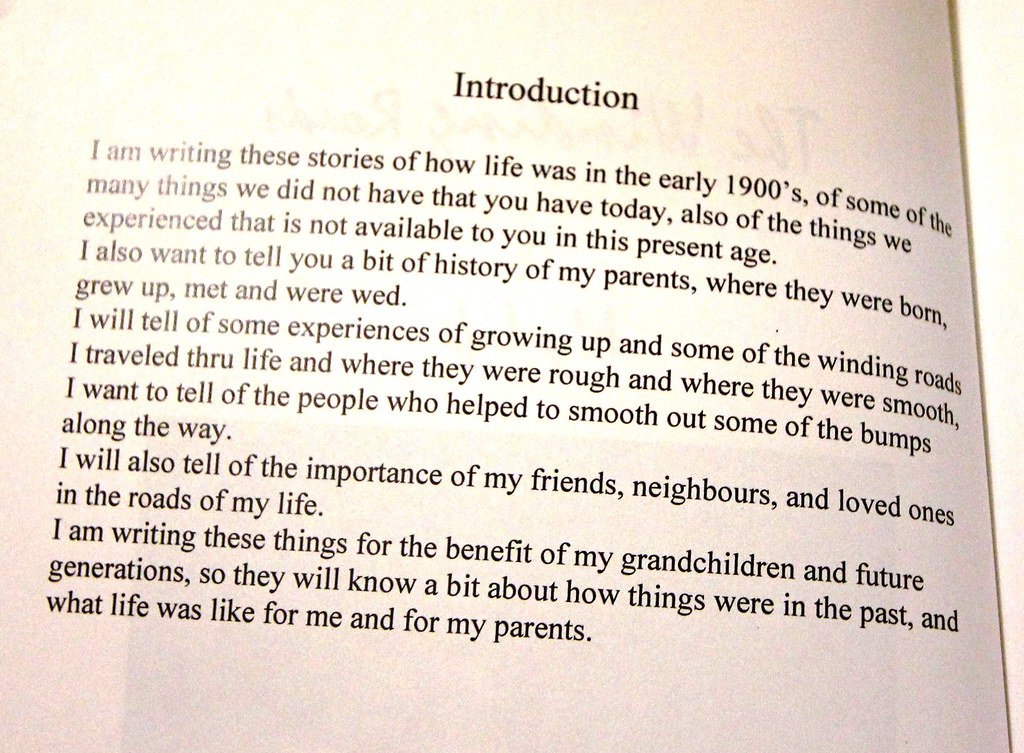 Introduction
I am writing these stories of how life was in the early 1900's, of some of the
many things we did not have that you have today, also of the things we
experienced that is not available to you in this present age.
I also want to tell you a bit of history of my parents, where they were born,
grew up, met and were wed.
I will tell of some experiences of growing up and some of the winding roads
I traveled thru life and where they were rough and where they were smooth,
I want to tell of the people who helped to smooth out some of the bumps
along the way.
I will also tell of the importance of my friends, neighbours, and loved ones
in the roads of my life.
I am writing these things for the benefit of my grandchildren and future
generations, so they will know a bit about how things were in the past, and
what life was like for me and for my parents.